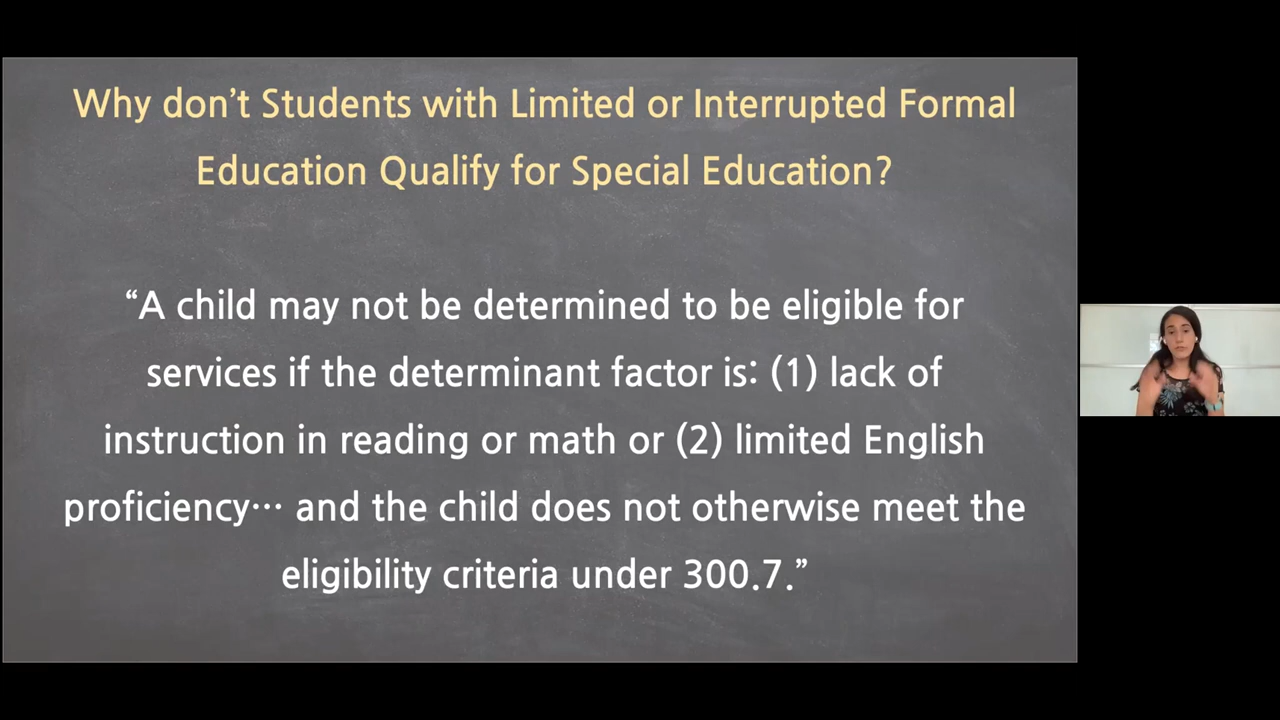 Why don’t Students with Limited or Interrupted Formal
Education Qualify for Special Education?
“A child may not be determined to be eligible for
services if the determinant factor is: (1) lack of
instruction in reading or math or (2) limited English
proficiency… and the child does not otherwise meet the
eligibility criteria under 300.7.”